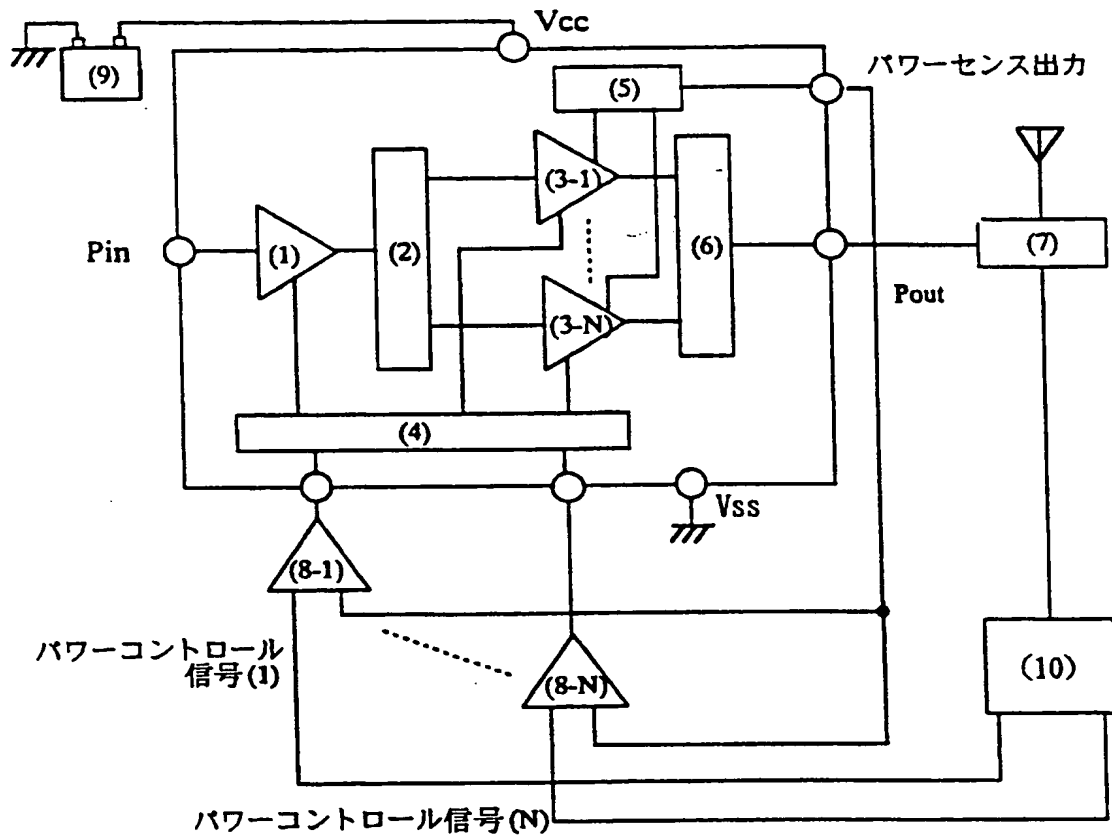 Vcc
(9)
パワーセンス出力
(5)
(3-1)
Pin
(1)
(2)
(6)
(7)
(3-N)
Pout
(4)
Vss
(8-1)
パワーコントロール
信号(1)
(8-N)
(10)
パワーコントロール信号(N)